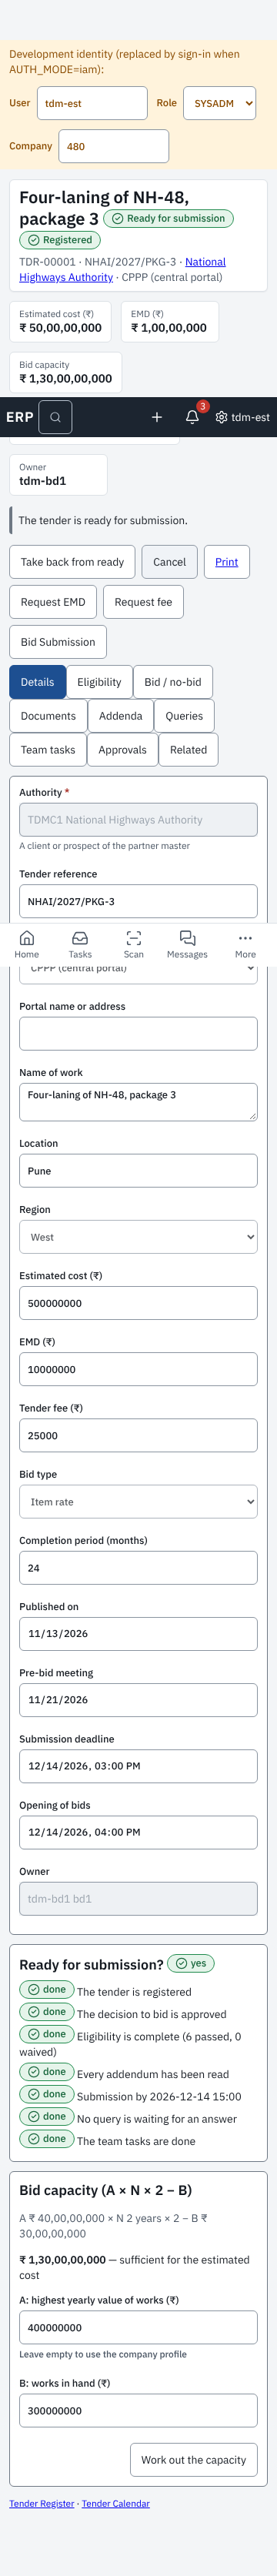 Development identity (replaced by sign-in when
AUTH_MODE=iam):
User tdm-est Role SYSADM
Company 480
Four-laning of NH-48,
package 3 Ready for submission
Registered
TDR-00001 · NHAI/2027/PKG-3 · National
Highways Authority · CPPP (central portal)
Estimated cost (₹) EMD (₹)
₹ 50,00,00,000 ₹ 1,00,00,000
Bid capacity
₹ 1,30,00,00,000
ERP 3 tdm-est
Owner
tdm-bd1
The tender is ready for submission.
Take back from ready Cancel Print
Request EMD Request fee
Bid Submission
Details Eligibility Bid / no-bid
Documents Addenda Queries
Team tasks Approvals Related
Authority *
TDMC1 National Highways Authority
A client or prospect of the partner master
Tender reference
NHAI/2027/PKG-3
Home Tasks Scan Messages More
CPPP (central portal)
Portal name or address
Name of work
Four-laning of NH-48, package 3
Location
Pune
Region
West
Estimated cost (₹)
500000000
EMD (₹)
10000000
Tender fee (₹)
25000
Bid type
Item rate
Completion period (months)
24
Published on
11/13/2026
Pre-bid meeting
11/21/2026
Submission deadline
12/14/2026, 03:00 PM
Opening of bids
12/14/2026, 04:00 PM
Owner
tdm-bd1 bd1
Ready for submission? yes
done The tender is registered
done The decision to bid is approved
done Eligibility is complete (6 passed, 0
waived)
done Every addendum has been read
done Submission by 2026-12-14 15:00
done No query is waiting for an answer
done The team tasks are done
Bid capacity (A × N × 2 − B)
A ₹ 40,00,00,000 × N 2 years × 2 − B ₹
30,00,00,000
₹ 1,30,00,00,000 — sufficient for the estimated
cost
A: highest yearly value of works (₹)
400000000
Leave empty to use the company profile
B: works in hand (₹)
300000000
Work out the capacity
Tender Register · Tender Calendar